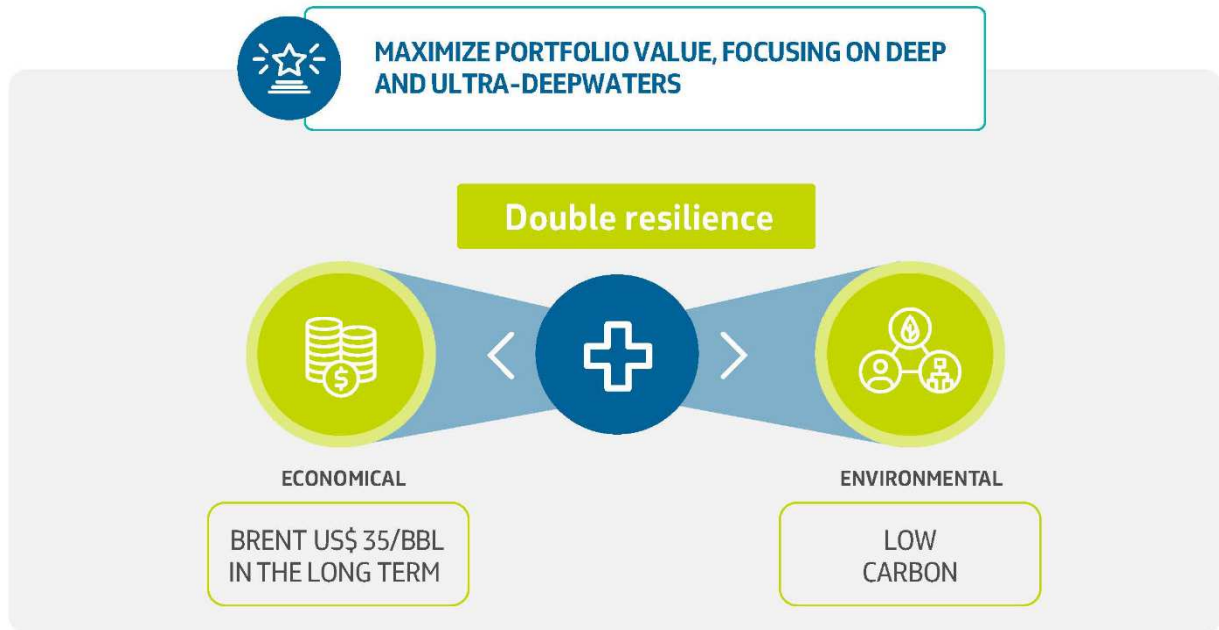 MAXIMIZE PORTFOLIO VALUE, FOCUSING ON DEEP
AND ULTRA-DEEPWATERS
Double resilience
$
ECONOMICAL
ENVIRONMENTAL
BRENT US$ 35/BBL
IN THE LONG TERM
LOW
CARBON